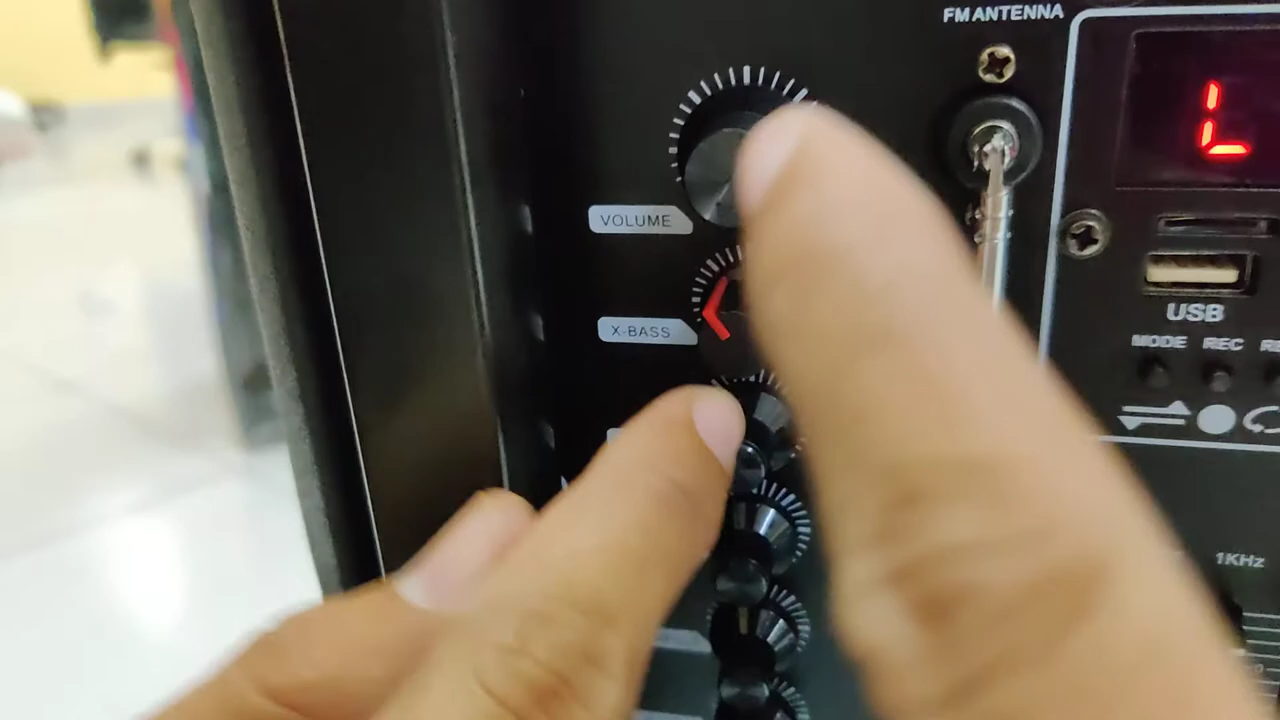 FM ANTENNA
VOLUME
X-BASS
USB
MODE REC
1KHz